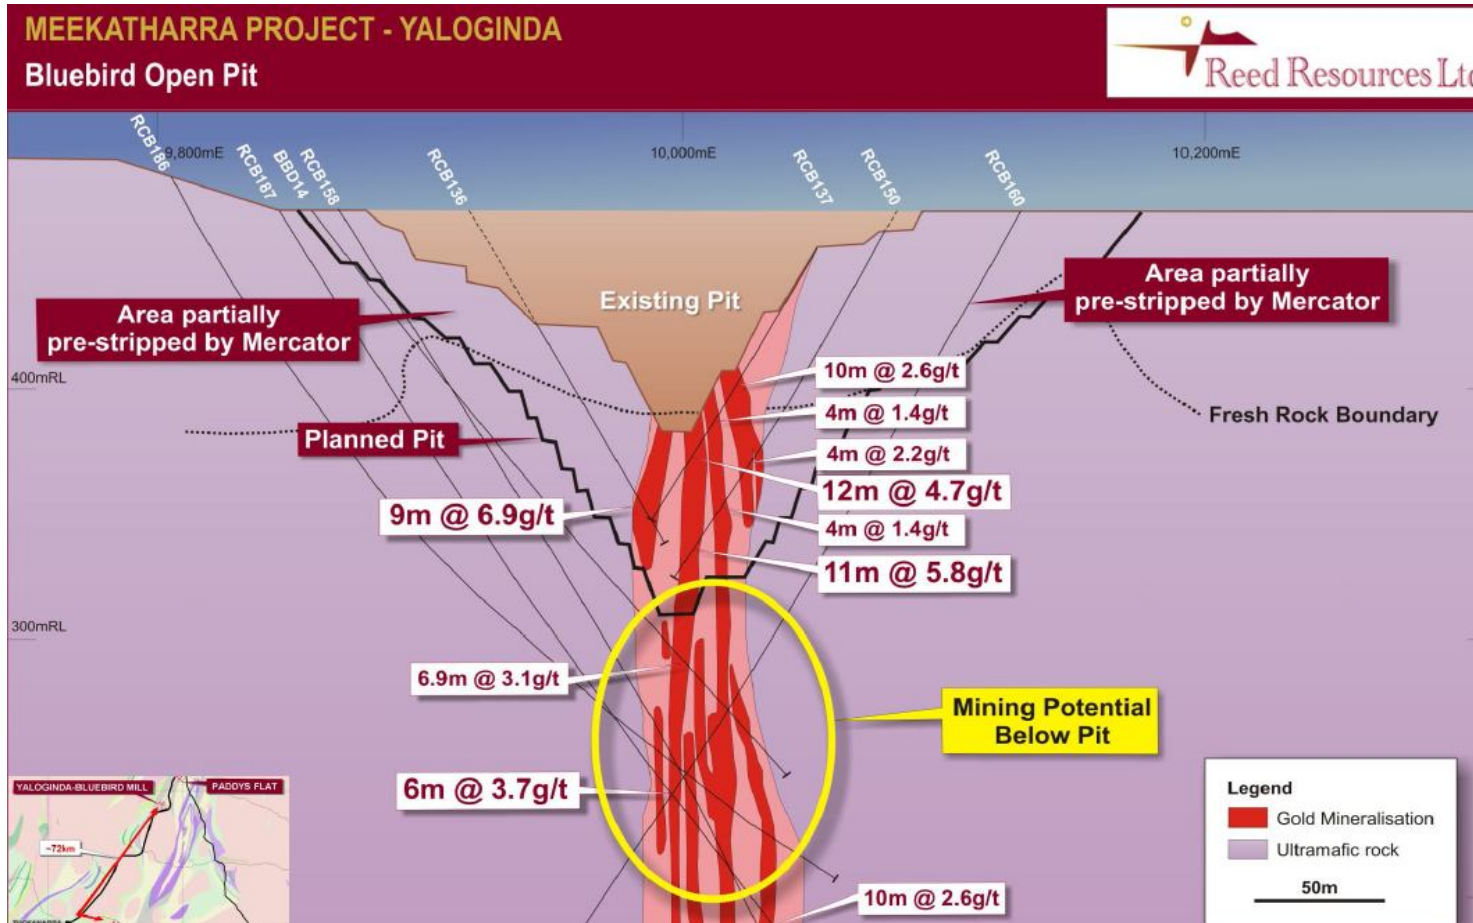 MEEKATHARRA PROJECT - YALOGINDA
Bluebird Open Pit
Reed Resources Ltd
RCB186
9,800mE
RCB187
BBD14
RCB158
RCB136
10,000mE
RCB137
RCB150
RCB160
10,200mE
Area partially
pre-stripped by Mercator
Existing Pit
Area partially
pre-stripped by Mercator
400mRL
10m @ 2.6g/t
4m @ 1.4g/t
Fresh Rock Boundary
Planned Pit
4m @ 2.2g/t
12m @ 4.7g/t
9m @ 6.9g/t
4m @ 1.4g/t
11m @ 5.8g/t
300mRL
6.9m @ 3.1g/t
Mining Potential
Below Pit
6m @ 3.7g/t
YALOGINDA-BLUEBIRD MILL
PADDYS FLAT
~72km
10m @ 2.6g/t
Legend
Gold Mineralisation
Ultramafic rock
50m